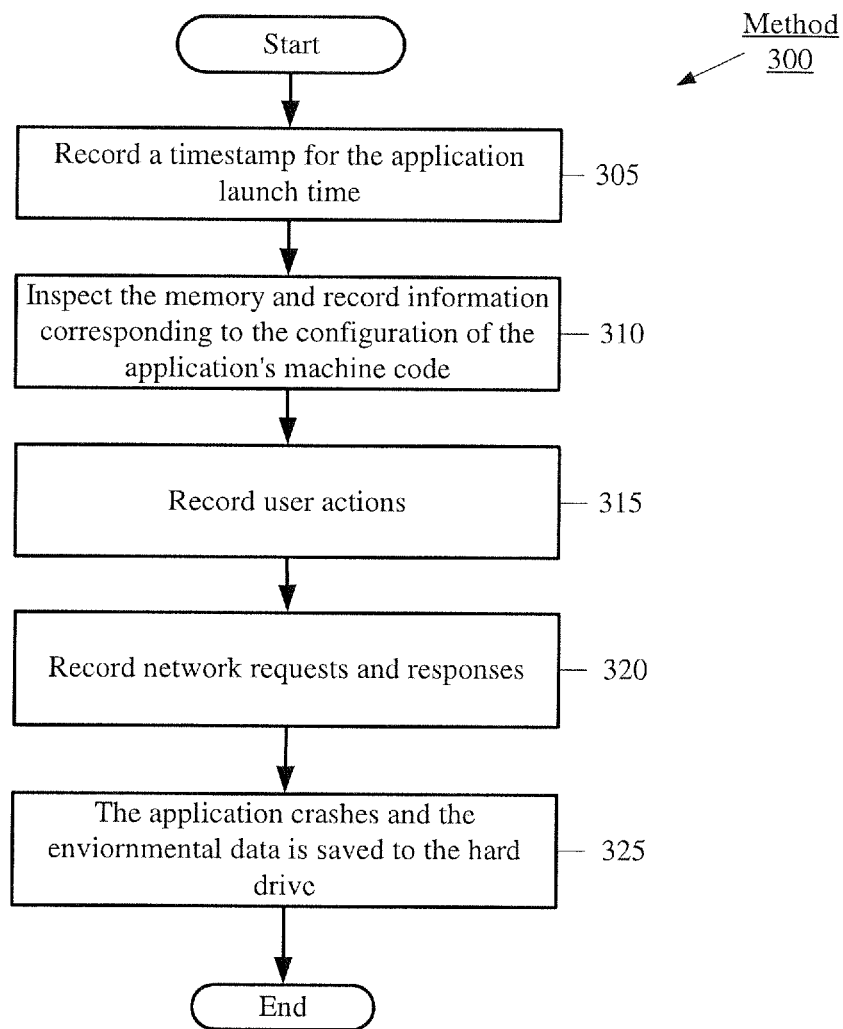 Start
Method
300
Record a timestamp for the application
launch time
305
Inspect the memory and record information
corresponding to the configuration of the
application's machine code
310
Record user actions
315
Record network requests and responses
320
The application crashes and the
enviornmental data is saved to the hard
drive
325
End